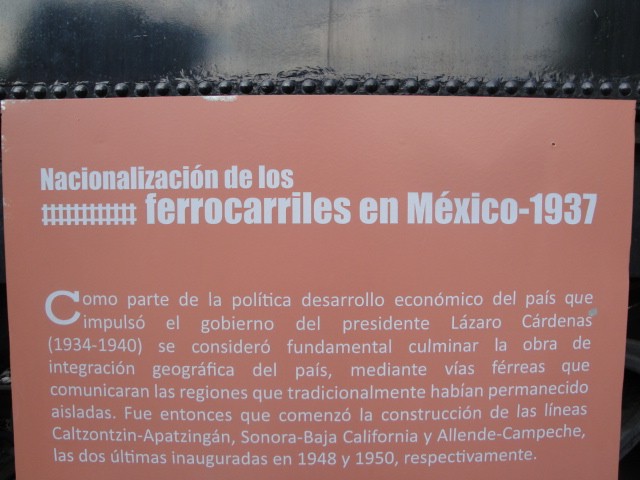 Nacionalización de los
ferrocarriles en México-1937
Como parte de la política desarrollo económico del país que
impulsó el gobierno del presidente Lázaro Cárdenas
(1934-1940) se consideró fundamental culminar la obra de
integración geográfica del país, mediante vías férreas que
comunicaran las regiones que tradicionalmente habían permanecido
aisladas. Fue entonces que comenzó la construcción de las líneas
Caltzontzin-Apatzingán, Sonora-Baja California y Allende-Campeche,
las dos últimas inauguradas en 1948 y 1950, respectivamente.